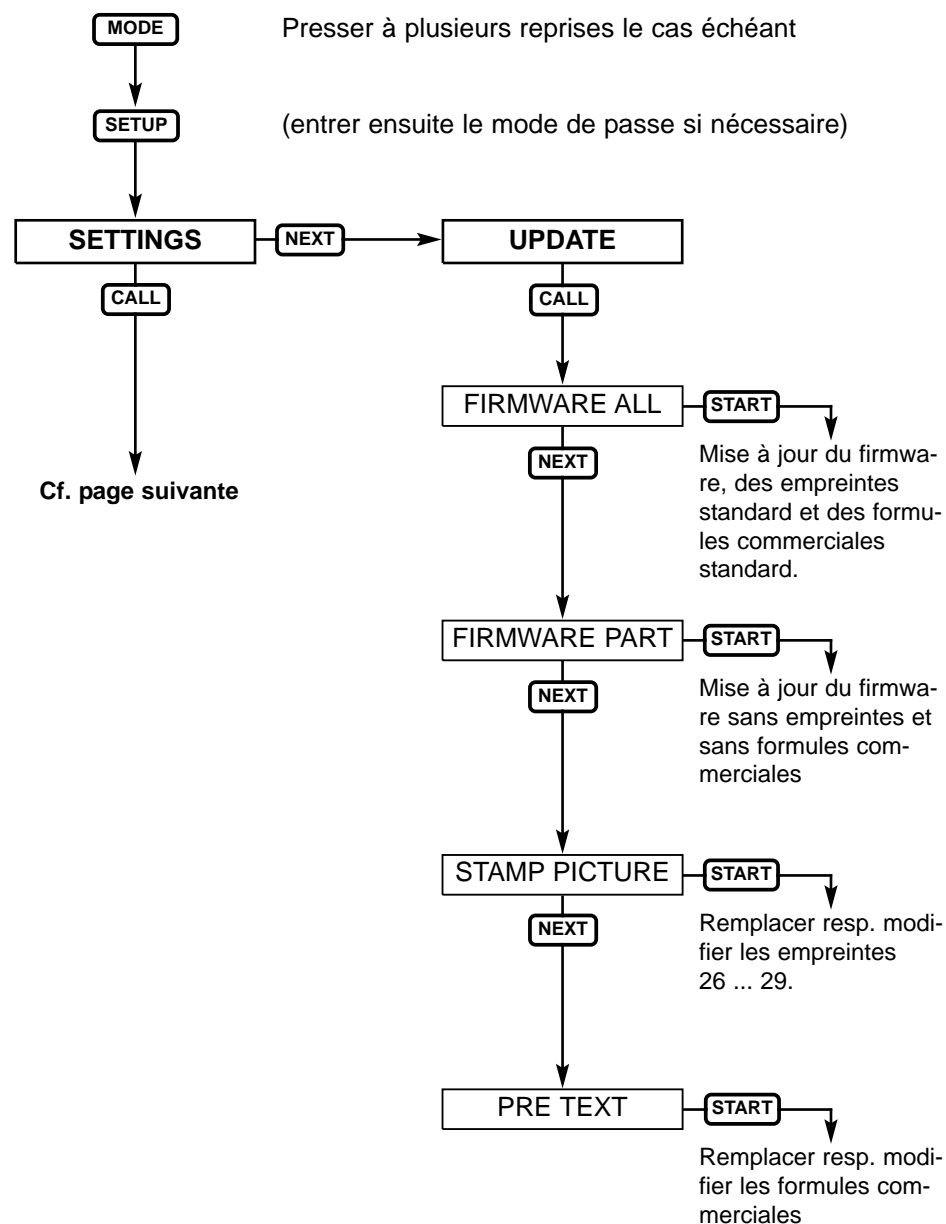 MODE Presser à plusieurs reprises le cas échéant
SETUP (entrer ensuite le mode de passe si nécessaire)
SETTINGS NEXT UPDATE
CALL CALL
FIRMWARE ALL START
NEXT
Mise à jour du firmwa-
re, des empreintes
standard et des formu-
les commerciales
standard.
Cf. page suivante
FIRMWARE PART START
NEXT
Mise à jour du firmwa-
re sans empreintes et
sans formules com-
merciales
STAMP PICTURE START
NEXT
Remplacer resp. modi-
fier les empreintes
26 ... 29.
PRE TEXT START
Remplacer resp. modi-
fier les formules com-
merciales